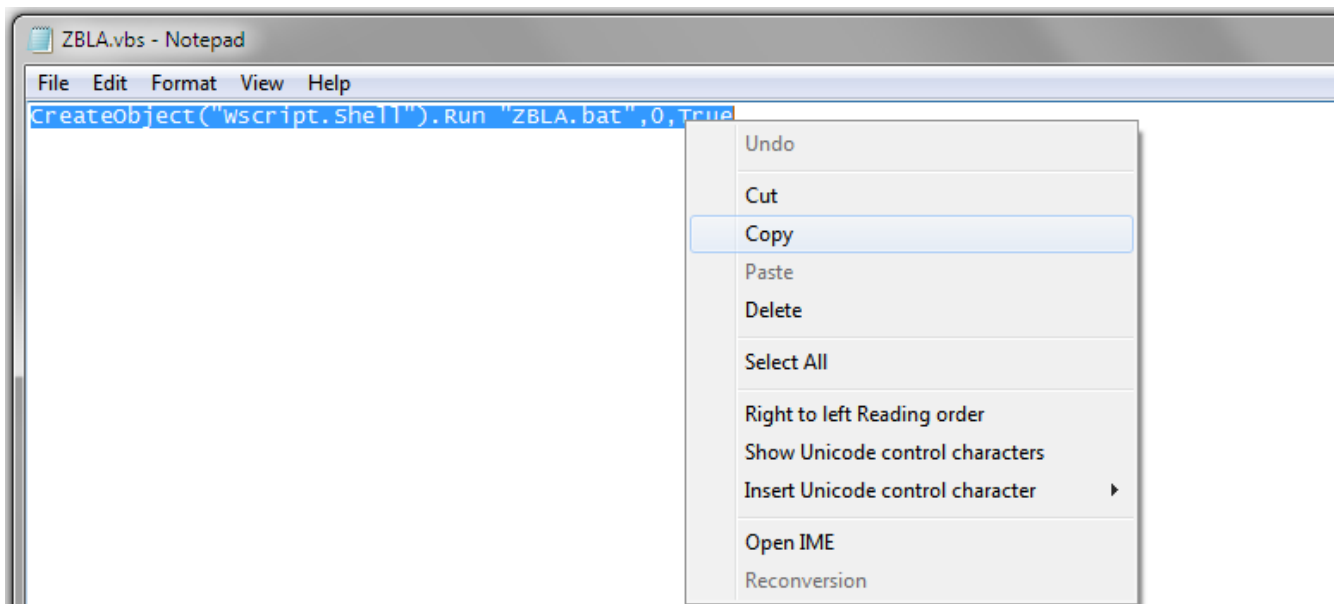 ZBLA.vbs - Notepad
File Edit Format View Help
CreateObject("Wscript.Shell").Run "ZBLA.bat",0,True
Undo
Cut
Copy
Paste
Delete
Select All
Right to left Reading order
Show Unicode control characters
Insert Unicode control character
Open IME
Reconversion